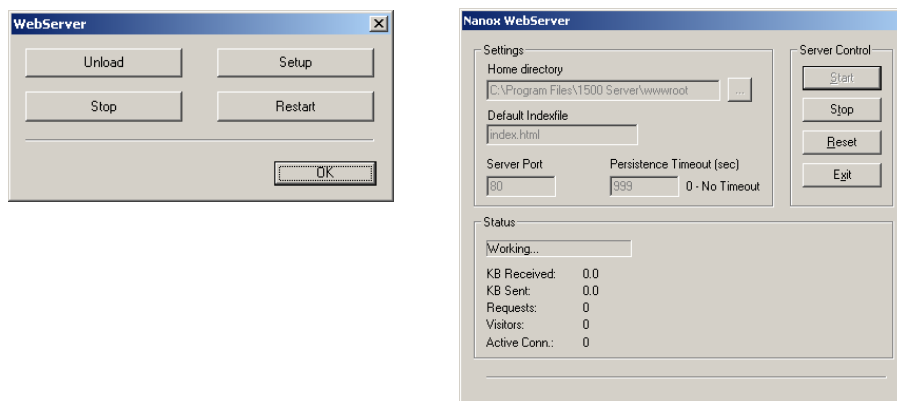 WebServer
Unload
Setup
Stop
Restart
OK
Nanox WebServer
Settings
Home directory
C:\Program Files\1500 Server\wwwroot
...
Default Indexfile
index.html
Server Port
Persistence Timeout (sec)
80
999
0 - No Timeout
Server Control
Start
Stop
Reset
Exit
Status
Working...
KB Received: 0.0
KB Sent: 0.0
Requests: 0
Visitors: 0
Active Conn.: 0